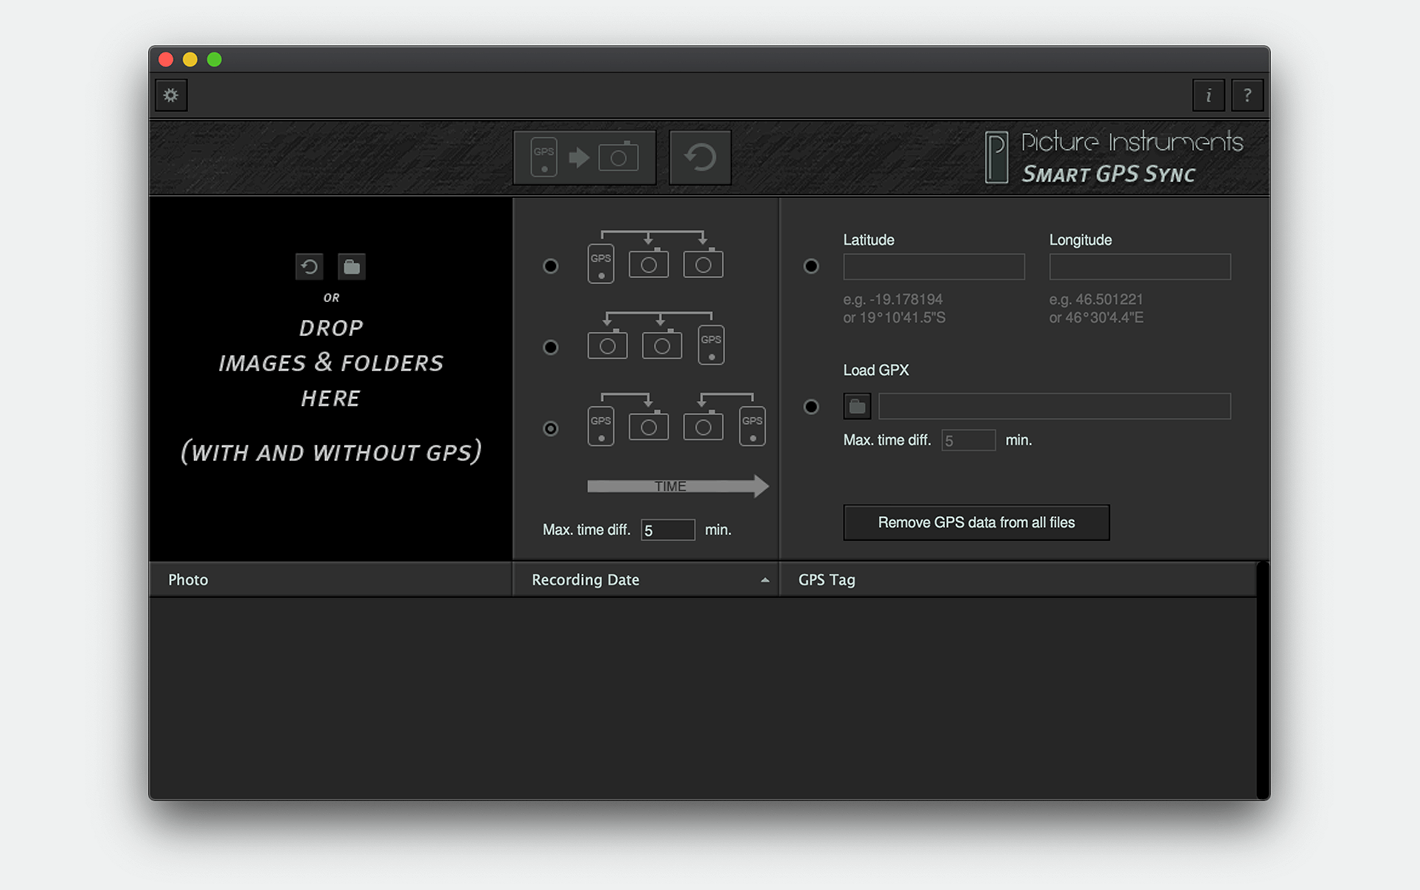 i ?
GPS
Picture Instruments
SMART GPS SYNC
OR
DROP
IMAGES & FOLDERS
HERE
(WITH AND WITHOUT GPS)
GPS
GPS
GPS GPS
TIME
Max. time diff. 5 min.
Latitude Longitude
e.g. -19.178194 e.g. 46.501221
or 19°10'41.5"S or 46°30'4.4"E
Load GPX
Max. time diff. 5 min.
Remove GPS data from all files
Photo Recording Date GPS Tag